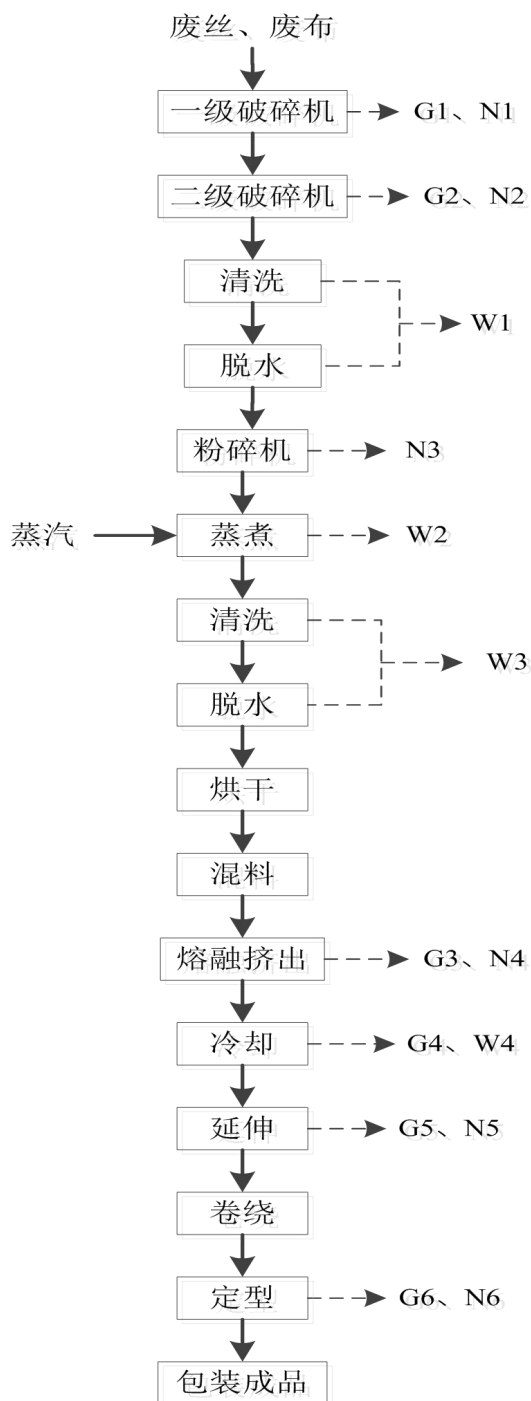 废丝、废布
一级破碎机 G1、N1
二级破碎机 G2、N2
清洗
W1
脱水
粉碎机 N3
蒸汽 蒸煮 W2
清洗
W3
脱水
烘干
混料
熔融挤出 G3、N4
冷却 G4、W4
延伸 G5、N5
卷绕
定型 G6、N6
包装成品